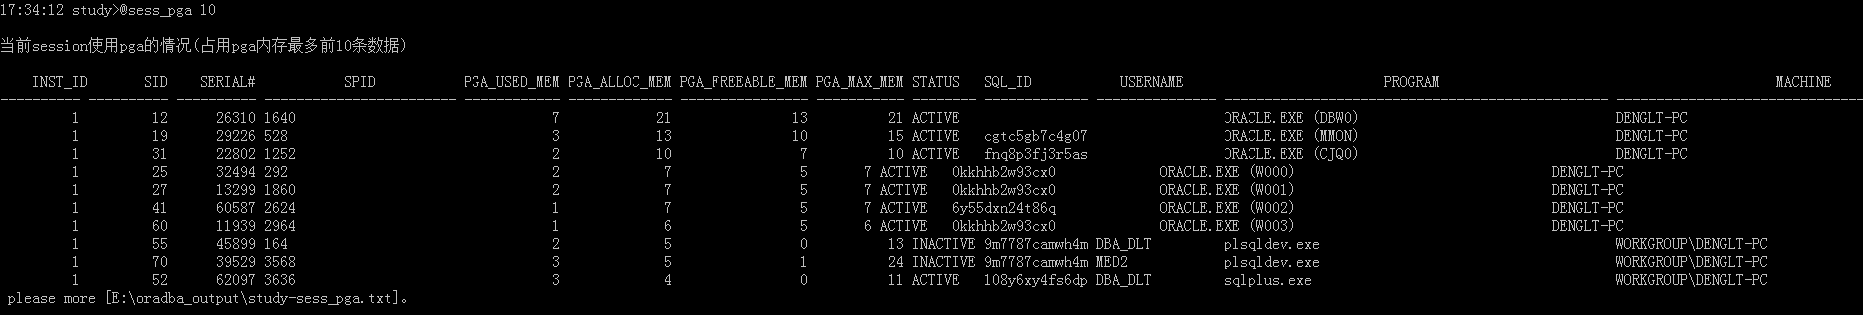 17:34:12 study>@sess_pga 10
当前session使用pga的情况(占用pga内存最多前10条数据)
INST_ID SID SERIAL# SPID PGA_USED_MEM PGA_ALLOC_MEM PGA_FREEABLE_MEM PGA_MAX_MEM STATUS SQL_ID USERNAME PROGRAM MACHINE
---------- ---------- ---------- ------------------------ ------------ ------------- ---------------- ----------- -------- ------------- --------------- ------------------------------------------------ -------------------------------
1 12 26310 1640 7 21 13 21 ACTIVE ORACLE.EXE (DBW0) DENGLT-PC
1 19 29226 528 3 13 10 15 ACTIVE cgtc5gb7c4g07 ORACLE.EXE (MMON) DENGLT-PC
1 31 22802 1252 2 10 7 10 ACTIVE fnq8p3fj3r5as ORACLE.EXE (CJQ0) DENGLT-PC
1 25 32494 292 2 7 5 7 ACTIVE 0kkhhb2w93cx0 ORACLE.EXE (W000) DENGLT-PC
1 27 13299 1860 2 7 5 7 ACTIVE 0kkhhb2w93cx0 ORACLE.EXE (W001) DENGLT-PC
1 41 60587 2624 1 7 5 7 ACTIVE 6y55dxn24t86q ORACLE.EXE (W002) DENGLT-PC
1 60 11939 2964 1 6 5 6 ACTIVE 0kkhhb2w93cx0 ORACLE.EXE (W003) DENGLT-PC
1 55 45899 164 2 5 0 13 INACTIVE 9m7787camwh4m DBA_DLT plsqldev.exe WORKGROUP\DENGLT-PC
1 70 39529 3568 3 5 1 24 INACTIVE 9m7787camwh4m MED2 plsqldev.exe WORKGROUP\DENGLT-PC
1 52 62097 3636 3 4 0 11 ACTIVE 108y6xy4fs6dp DBA_DLT sqlplus.exe WORKGROUP\DENGLT-PC
please more [E:\oradba_output\study-sess_pga.txt]。